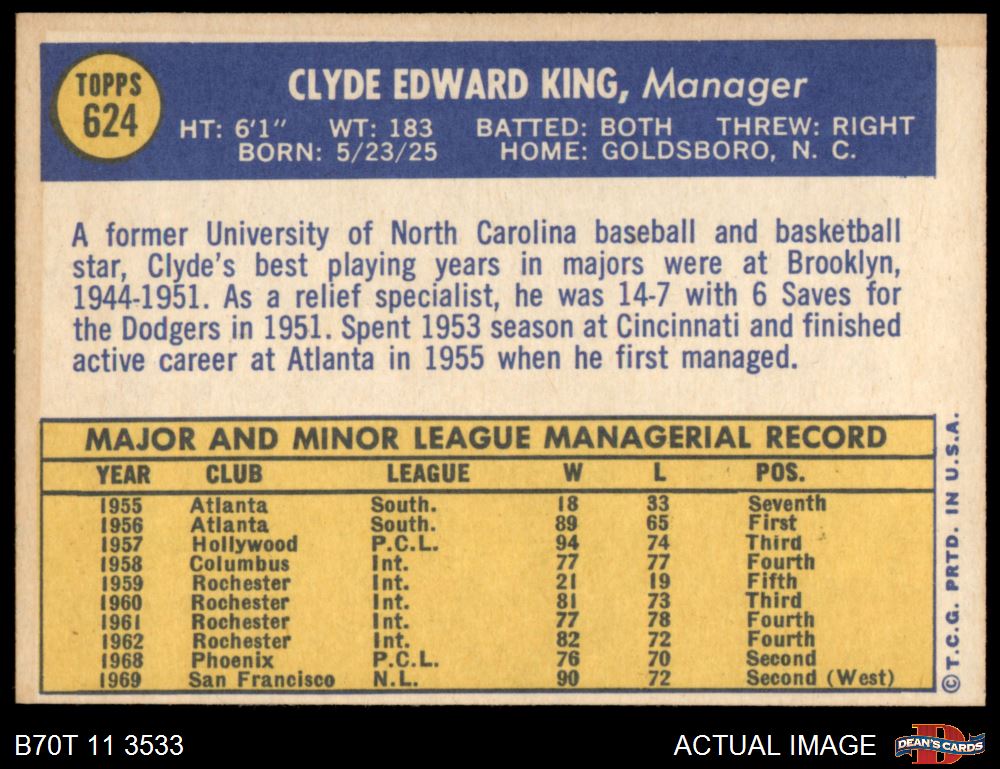 TOPPS
624
CLYDE EDWARD KING, Manager
HT: 6'1" WT: 183 BATTED: BOTH THREW: RIGHT
BORN: 5/23/25 HOME: GOLDSBORO, N. C.
A former University of North Carolina baseball and basketball
star, Clyde's best playing years in majors were at Brooklyn,
1944-1951. As a relief specialist, he was 14-7 with 6 Saves for
the Dodgers in 1951. Spent 1953 season at Cincinnati and finished
active career at Atlanta in 1955 when he first managed.
MAJOR AND MINOR LEAGUE MANAGERIAL RECORD
YEAR CLUB LEAGUE W L POS.
1955 Atlanta South. 18 33 Seventh
1956 Atlanta South. 89 65 First
1957 Hollywood P.C.L. 94 74 Third
1958 Columbus Int. 77 77 Fourth
1959 Rochester Int. 21 19 Fifth
1960 Rochester Int. 81 73 Third
1961 Rochester Int. 77 78 Fourth
1962 Rochester Int. 82 72 Fourth
1968 Phoenix P.C.L. 76 70 Second
1969 San Francisco N.L. 90 72 Second (West)
©T.C.G. PRTD. IN U.S.A.
B70T 11 3533
ACTUAL IMAGE
D
DEAN'S CARDS